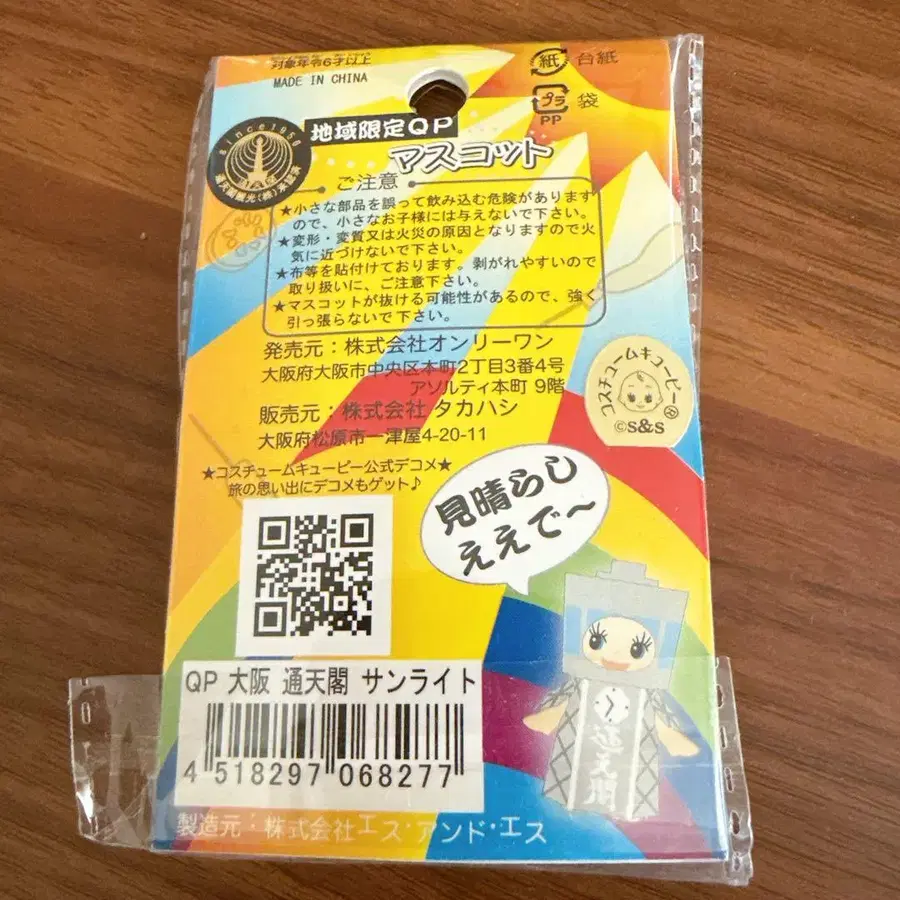 対象年令6才以上
MADE IN CHINA
紙 台紙
プラ 袋
PP
since1950
地域限定QP
マスコット
ご注意
★小さな部品を誤って飲み込む危険があります
ので、小さなお子様には与えないで下さい。
★変形・変質又は火災の原因となりますので火
気に近づけないで下さい。
★布等を貼付けております。剥がれやすいので
取り扱いに、ご注意下さい。
★マスコットが抜ける可能性があるので、強く
引っ張らないで下さい。
発売元：株式会社オンリーワン
大阪府大阪市中央区本町2丁目3番4号
アソルティ本町 9階
販売元：株式会社 タカハシ
大阪府松原市一津屋4-20-11
コスチュームキューピー®
©s&s
★コスチュームキューピー公式デコメ★
旅の思い出にデコメもゲット♪
見晴らし
ええで～
通天閣
QP 大阪 通天閣 サンライト
4 518297 068277
製造元：株式会社エス・アンド・エス